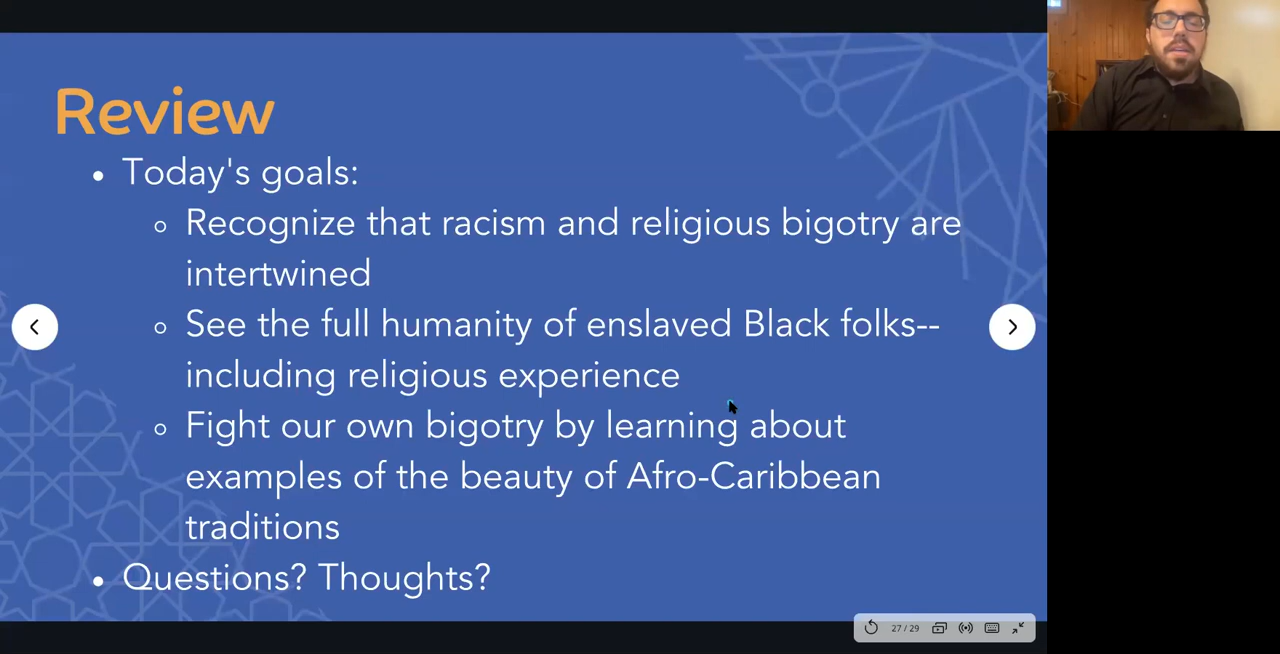 Review
• Today's goals:
○ Recognize that racism and religious bigotry are
intertwined
○ See the full humanity of enslaved Black folks--
including religious experience
○ Fight our own bigotry by learning about
examples of the beauty of Afro-Caribbean
traditions
• Questions? Thoughts?
27 / 29